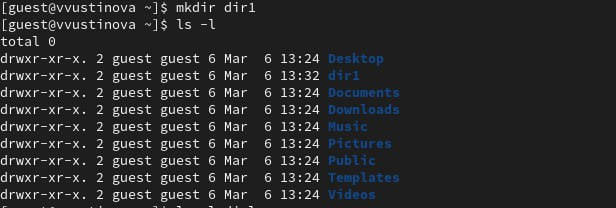 [guest@vvustinova ~]$ mkdir dir1
[guest@vvustinova ~]$ ls -l
total 0
drwxr-xr-x. 2 guest guest 6 Mar  6 13:24 Desktop
drwxr-xr-x. 2 guest guest 6 Mar  6 13:32 dir1
drwxr-xr-x. 2 guest guest 6 Mar  6 13:24 Documents
drwxr-xr-x. 2 guest guest 6 Mar  6 13:24 Downloads
drwxr-xr-x. 2 guest guest 6 Mar  6 13:24 Music
drwxr-xr-x. 2 guest guest 6 Mar  6 13:24 Pictures
drwxr-xr-x. 2 guest guest 6 Mar  6 13:24 Public
drwxr-xr-x. 2 guest guest 6 Mar  6 13:24 Templates
drwxr-xr-x. 2 guest guest 6 Mar  6 13:24 Videos